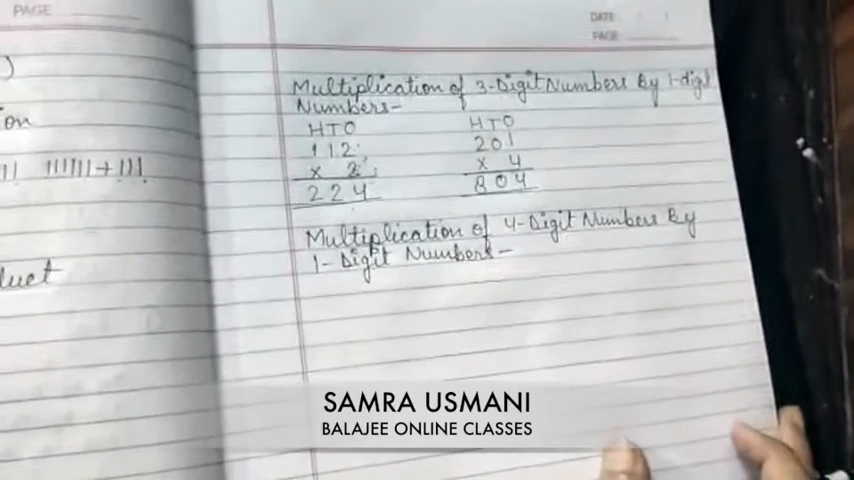 PAGE
DATE
PAGE
)
on
!! !!!!!!+!!!
duct
Multiplication of 3-Digit Numbers By 1-digit
Numbers-
HTO
112
x 2
224
HTO
201
x 4
804
Multiplication of 4-Digit Numbers By
1-Digit Numbers-
SAMRA USMANI
BALAJEE ONLINE CLASSES